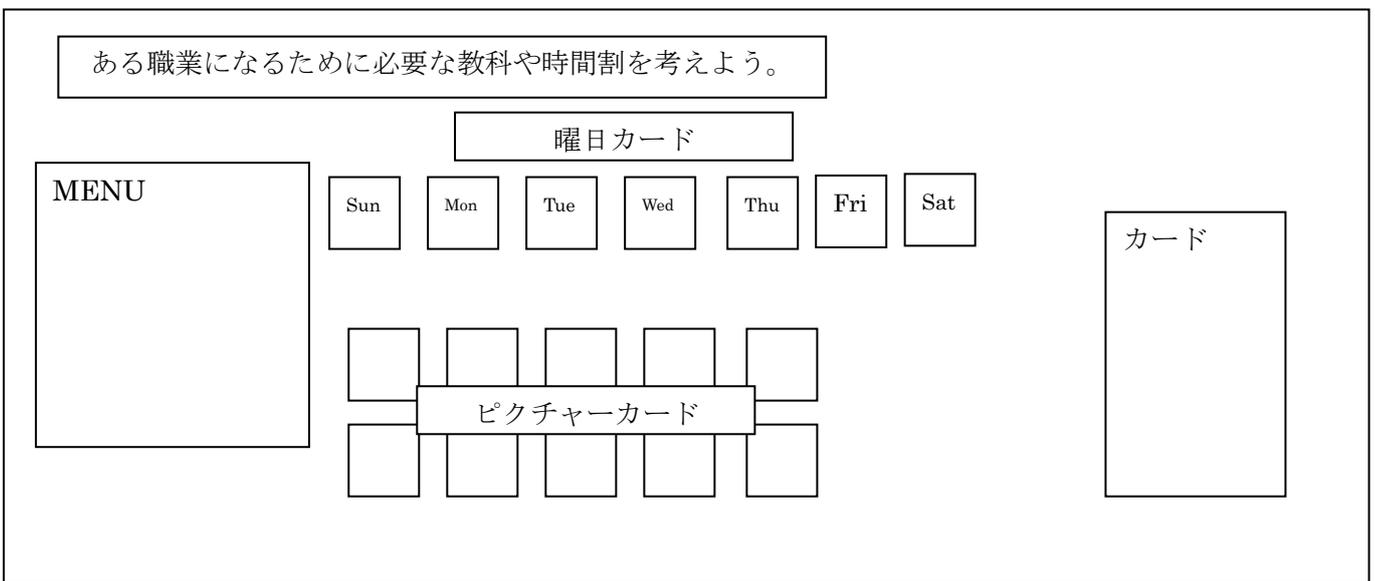 ある職業になるために必要な教科や時間割を考えよう。
曜日カード
MENU
Sun Mon Tue Wed Thu Fri Sat
カード
ピクチャーカード